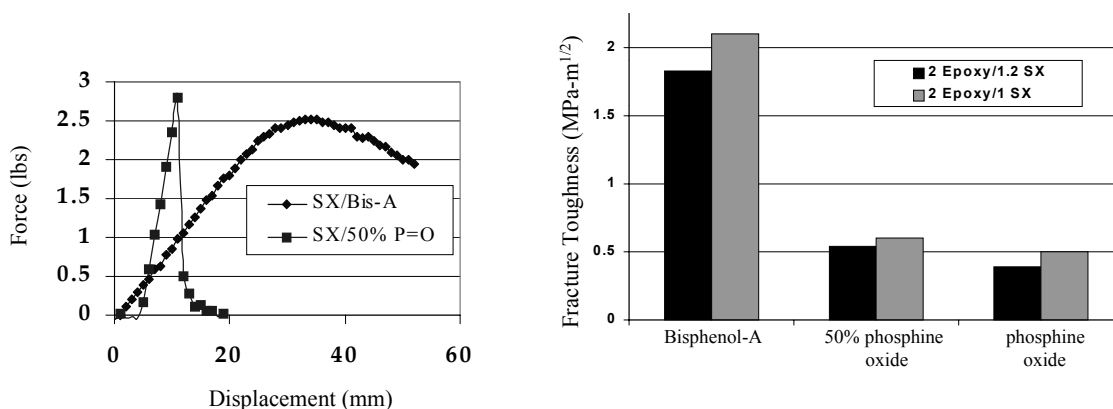 Force (lbs)
3
2.5
2
1.5
1
0.5
0
0
20
40
60
Displacement (mm)
SX/Bis-A
SX/50% P=O
Fracture Toughness (MPa-m^1/2)
2
1.5
1
0.5
0
2 Epoxy/1.2 SX
2 Epoxy/1 SX
Bisphenol-A
50% phosphine
oxide
phosphine
oxide